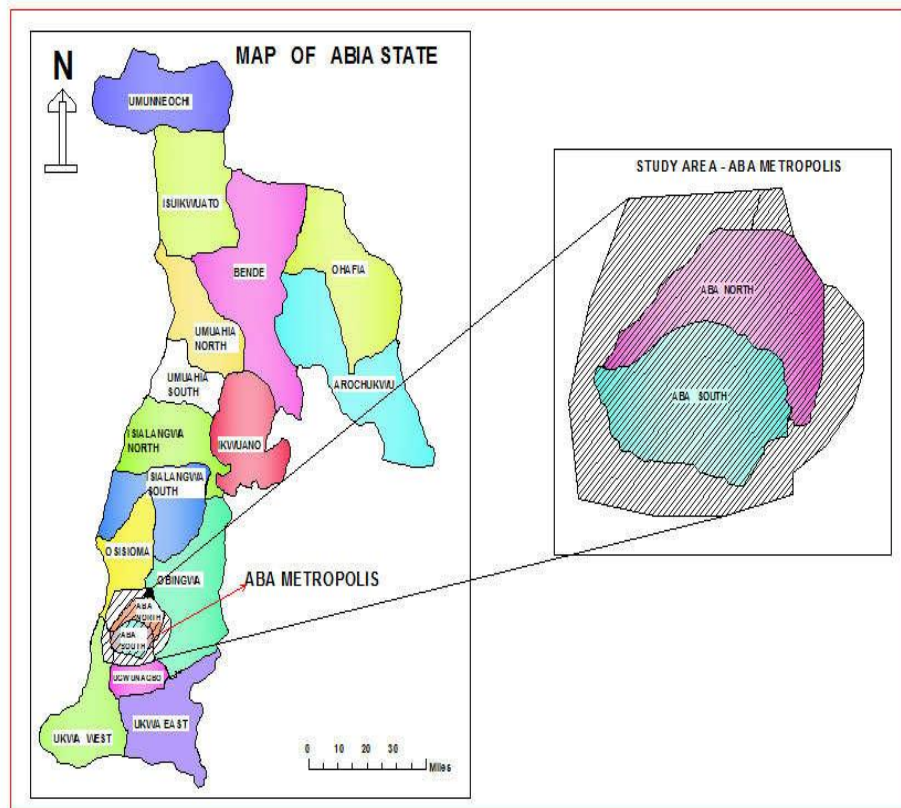 MAP OF ABIA STATE
N
UMUNNEOCHI
ISUIKWUATO
BENDE
OHAFIA
UMUAHIA
NORTH
UMUAHIA
SOUTH
AROCHUKWU
ISIALANGWA
NORTH
IKWUANO
ISIALANGWA
SOUTH
OSISIOMA
OBINGWA
ABA METROPOLIS
ABA
NORTH
ABA
SOUTH
UGWUNAGBO
UKWA WEST
UKWA EAST
0 10 20 30
Miles
STUDY AREA - ABA METROPOLIS
ABA NORTH
ABA SOUTH